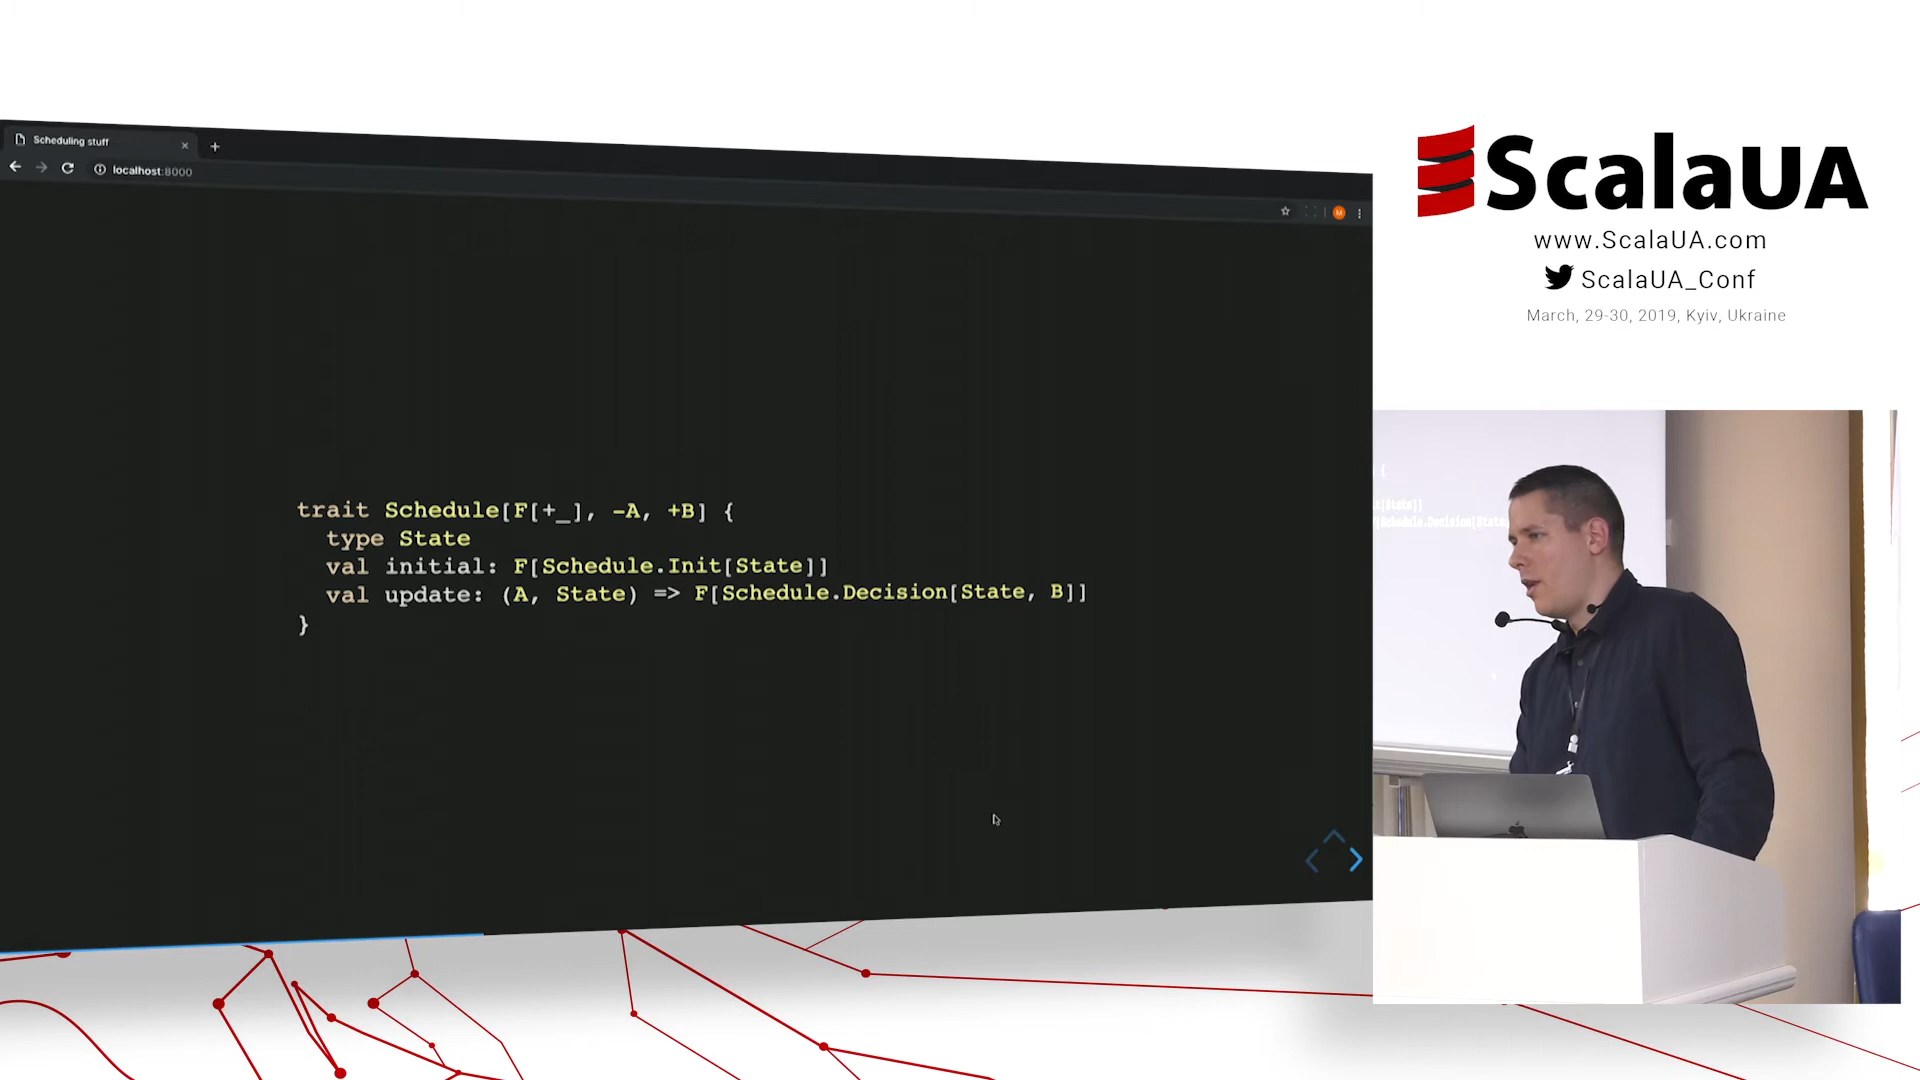 Scheduling stuff
localhost:8000
M
trait Schedule[F[+_], -A, +B] {
type State
val initial: F[Schedule.Init[State]]
val update: (A, State) => F[Schedule.Decision[State, B]]
}
ScalaUA
www.ScalaUA.com
ScalaUA_Conf
March, 29-30, 2019, Kyiv, Ukraine